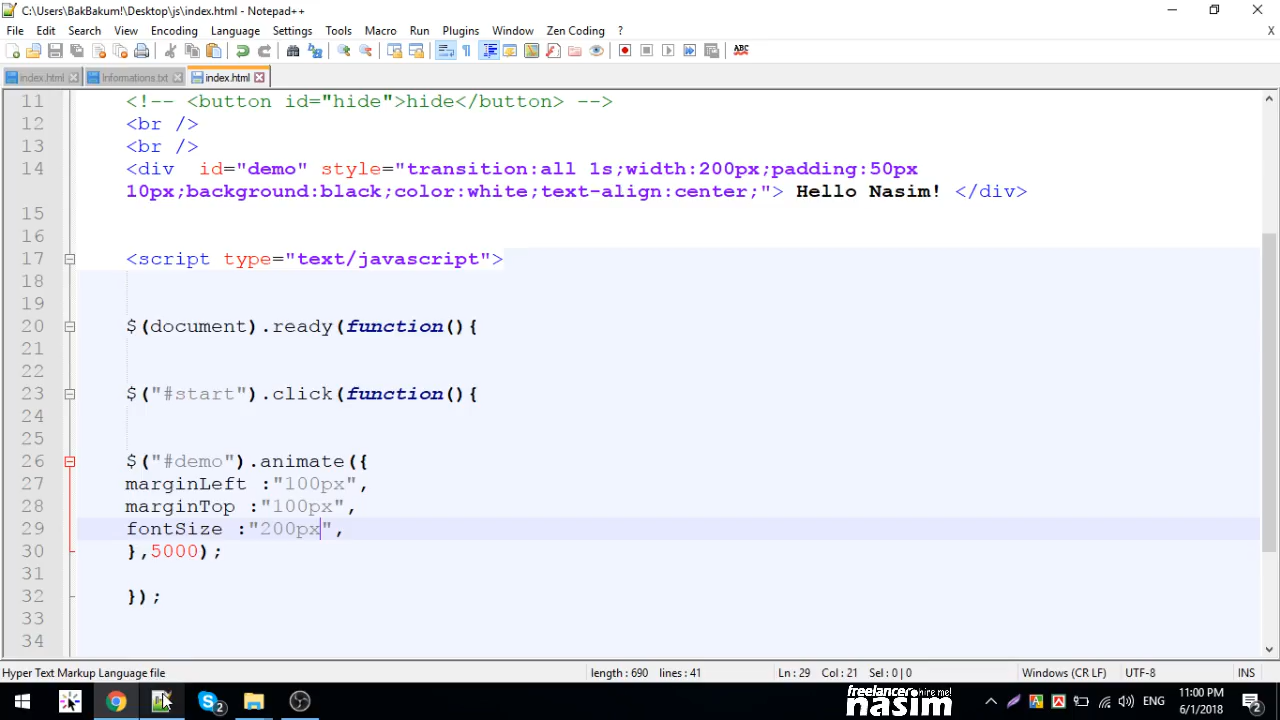 C:\Users\BakBakum!\Desktop\js\index.html - Notepad++
File Edit Search View Encoding Language Settings Tools Macro Run Plugins Window Zen Coding ? X
index.html Informations.txt index.html
11 <!-- <button id="hide">hide</button> -->
12 <br />
13 <br />
14 <div  id="demo" style="transition:all 1s;width:200px;padding:50px
10px;background:black;color:white;text-align:center;"> Hello Nasim! </div>
15
16
17 <script type="text/javascript">
18
19
20 $(document).ready(function(){
21
22
23 $("#start").click(function(){
24
25
26 $("#demo").animate({
27 marginLeft :"100px",
28 marginTop :"100px",
29 fontSize :"200px",
30 },5000);
31
32 });
33
34
Hyper Text Markup Language file length : 690 lines : 41 Ln : 29 Col : 21 Sel : 0 | 0 Windows (CR LF) UTF-8 INS
freelancer hire me!
nasim
ENG
11:00 PM
6/1/2018